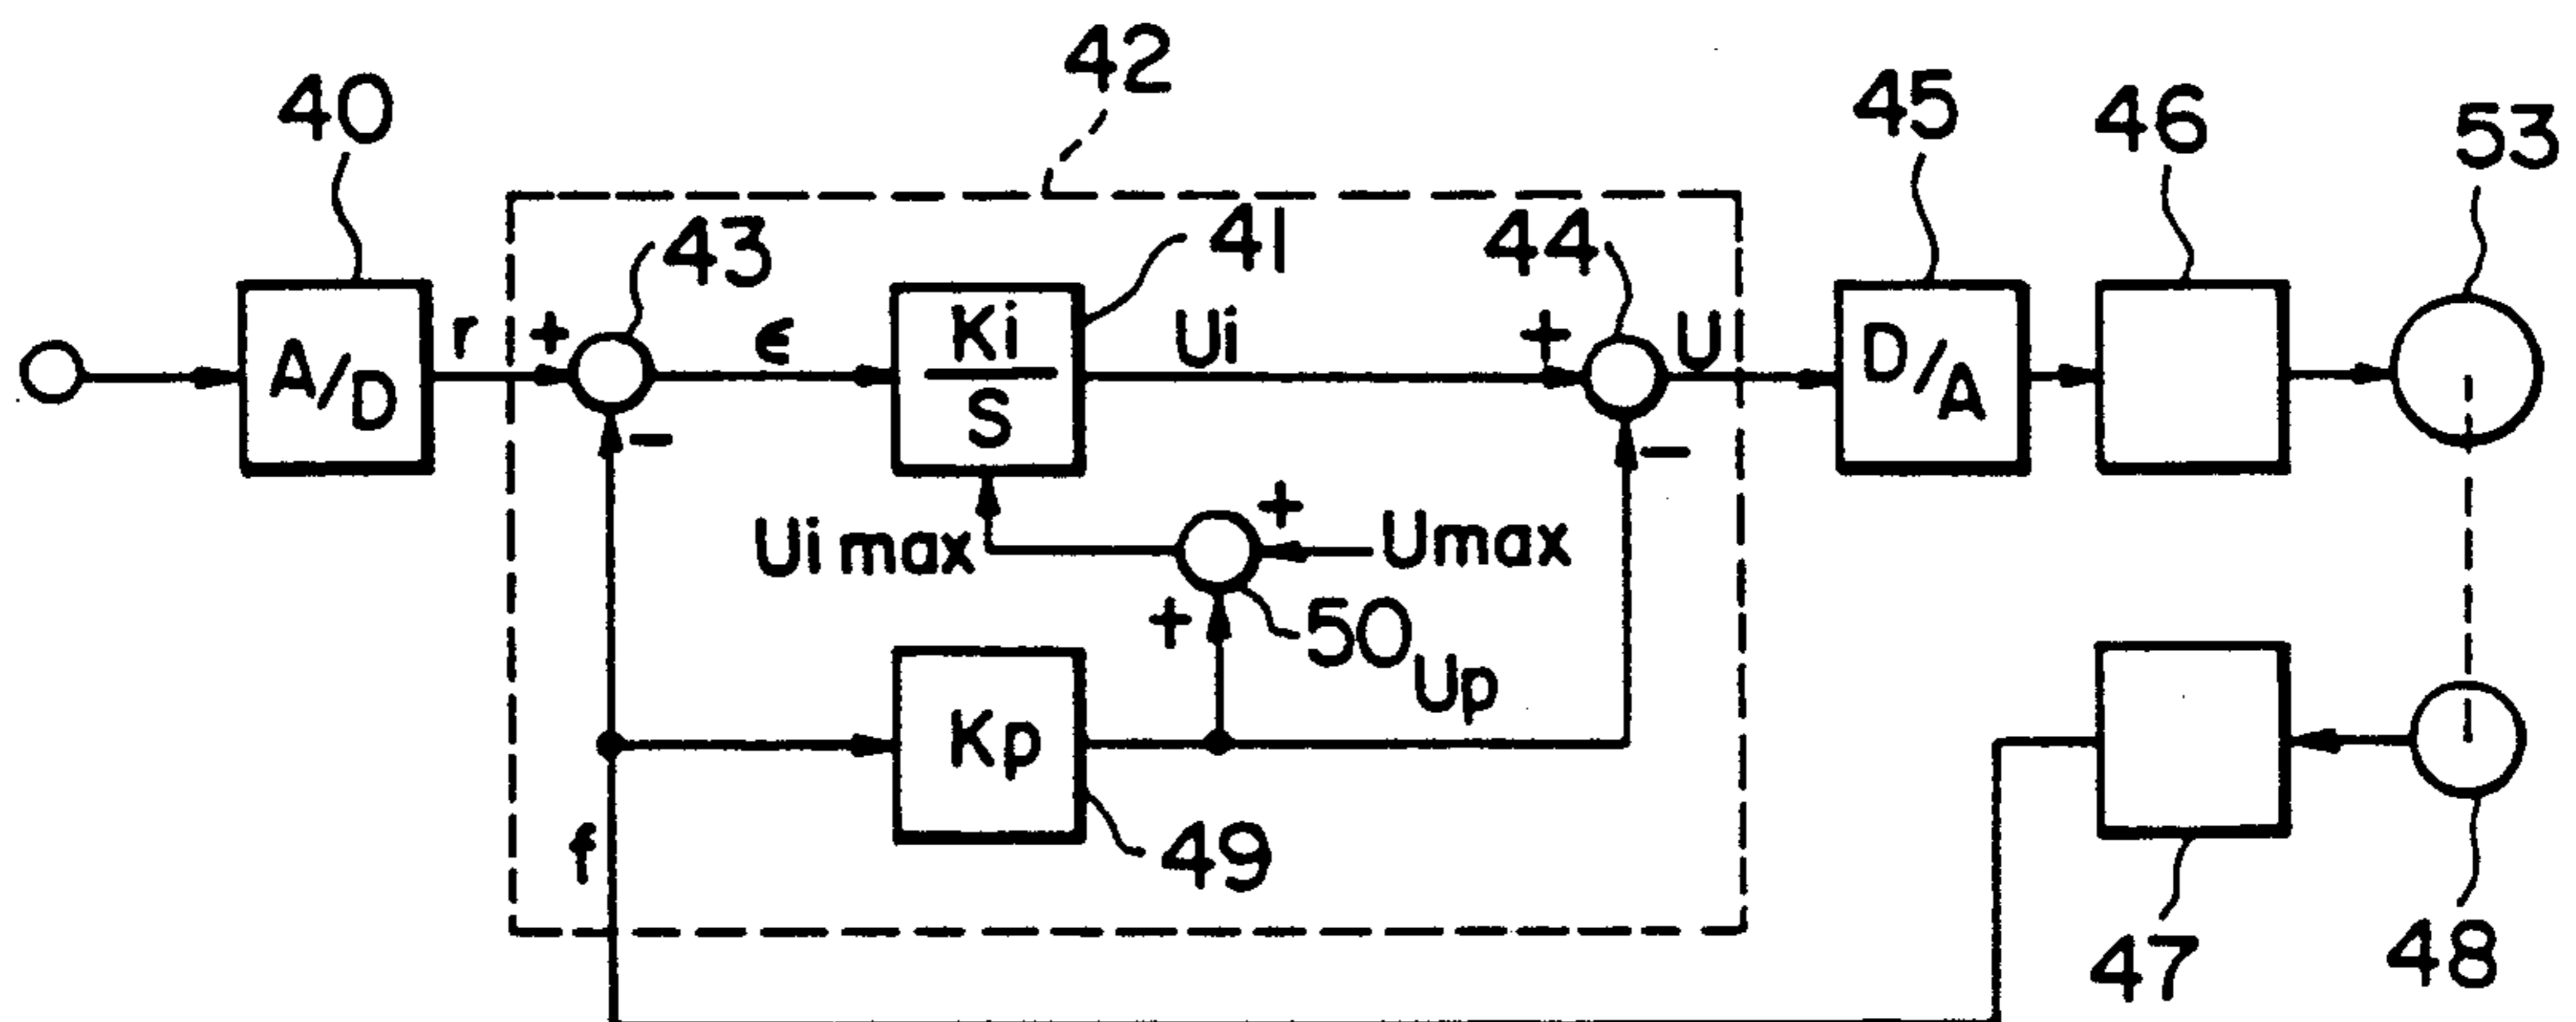 42
40
45
46
53
43
41
44
A/D
r
+
ϵ
Ki
S
Ui
+
U
D/A
-
-
Ui max
+
Umax
+
50
Up
Kp
f
49
47
48